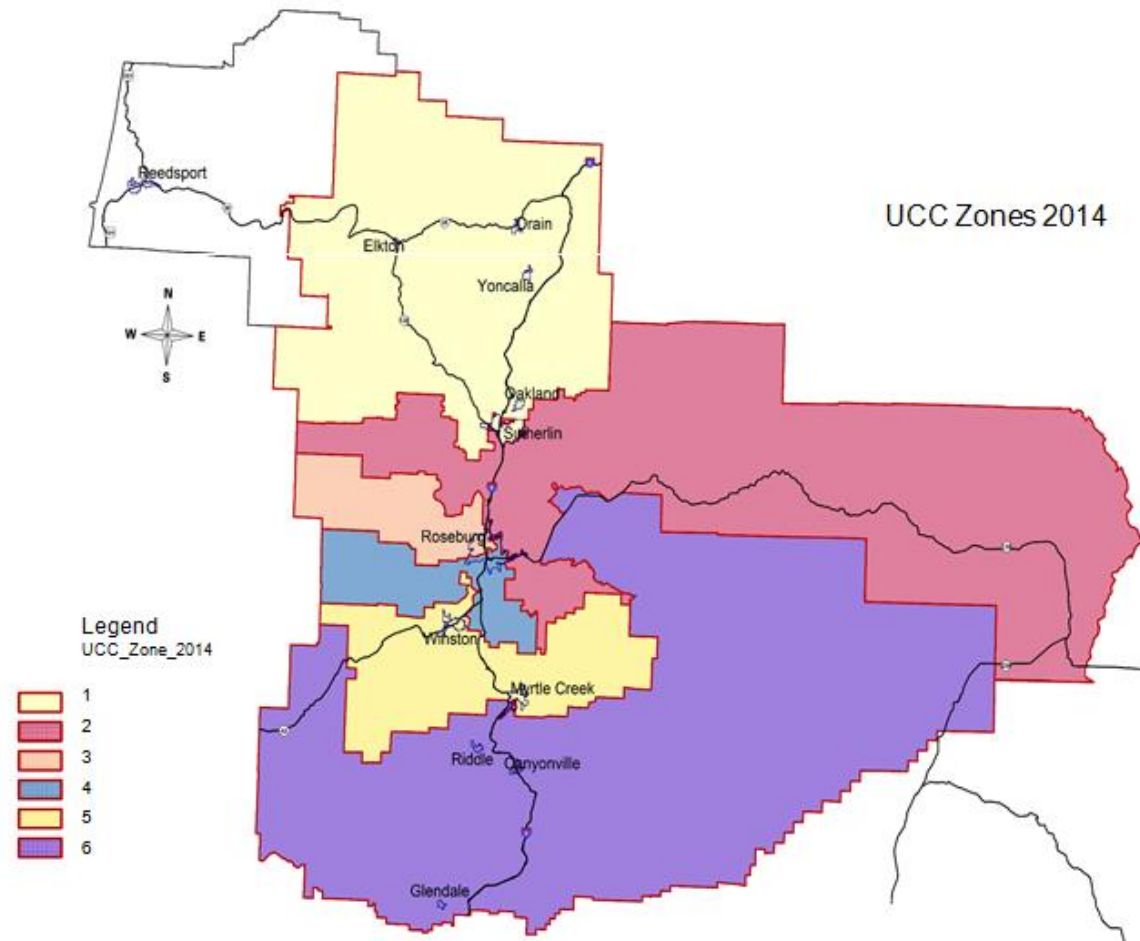 Reedsport
UCC Zones 2014
Drain
Elkton
Yoncalla
N
W E
S
Oakland
Sutherlin
Roseburg
Legend
UCC_Zone_2014
Winston
1
Myrtle Creek
2
3
Riddle
Canyonville
4
5
6
Glendale